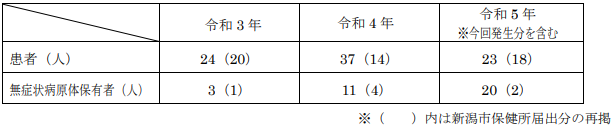 令和3年 令和4年 令和5年
※今回発生分を含む
患者（人） 24（20） 37（14） 23（18）
無症状病原体保有者（人） 3（1） 11（4） 20（2）
※（　　）内は新潟市保健所届出分の再掲